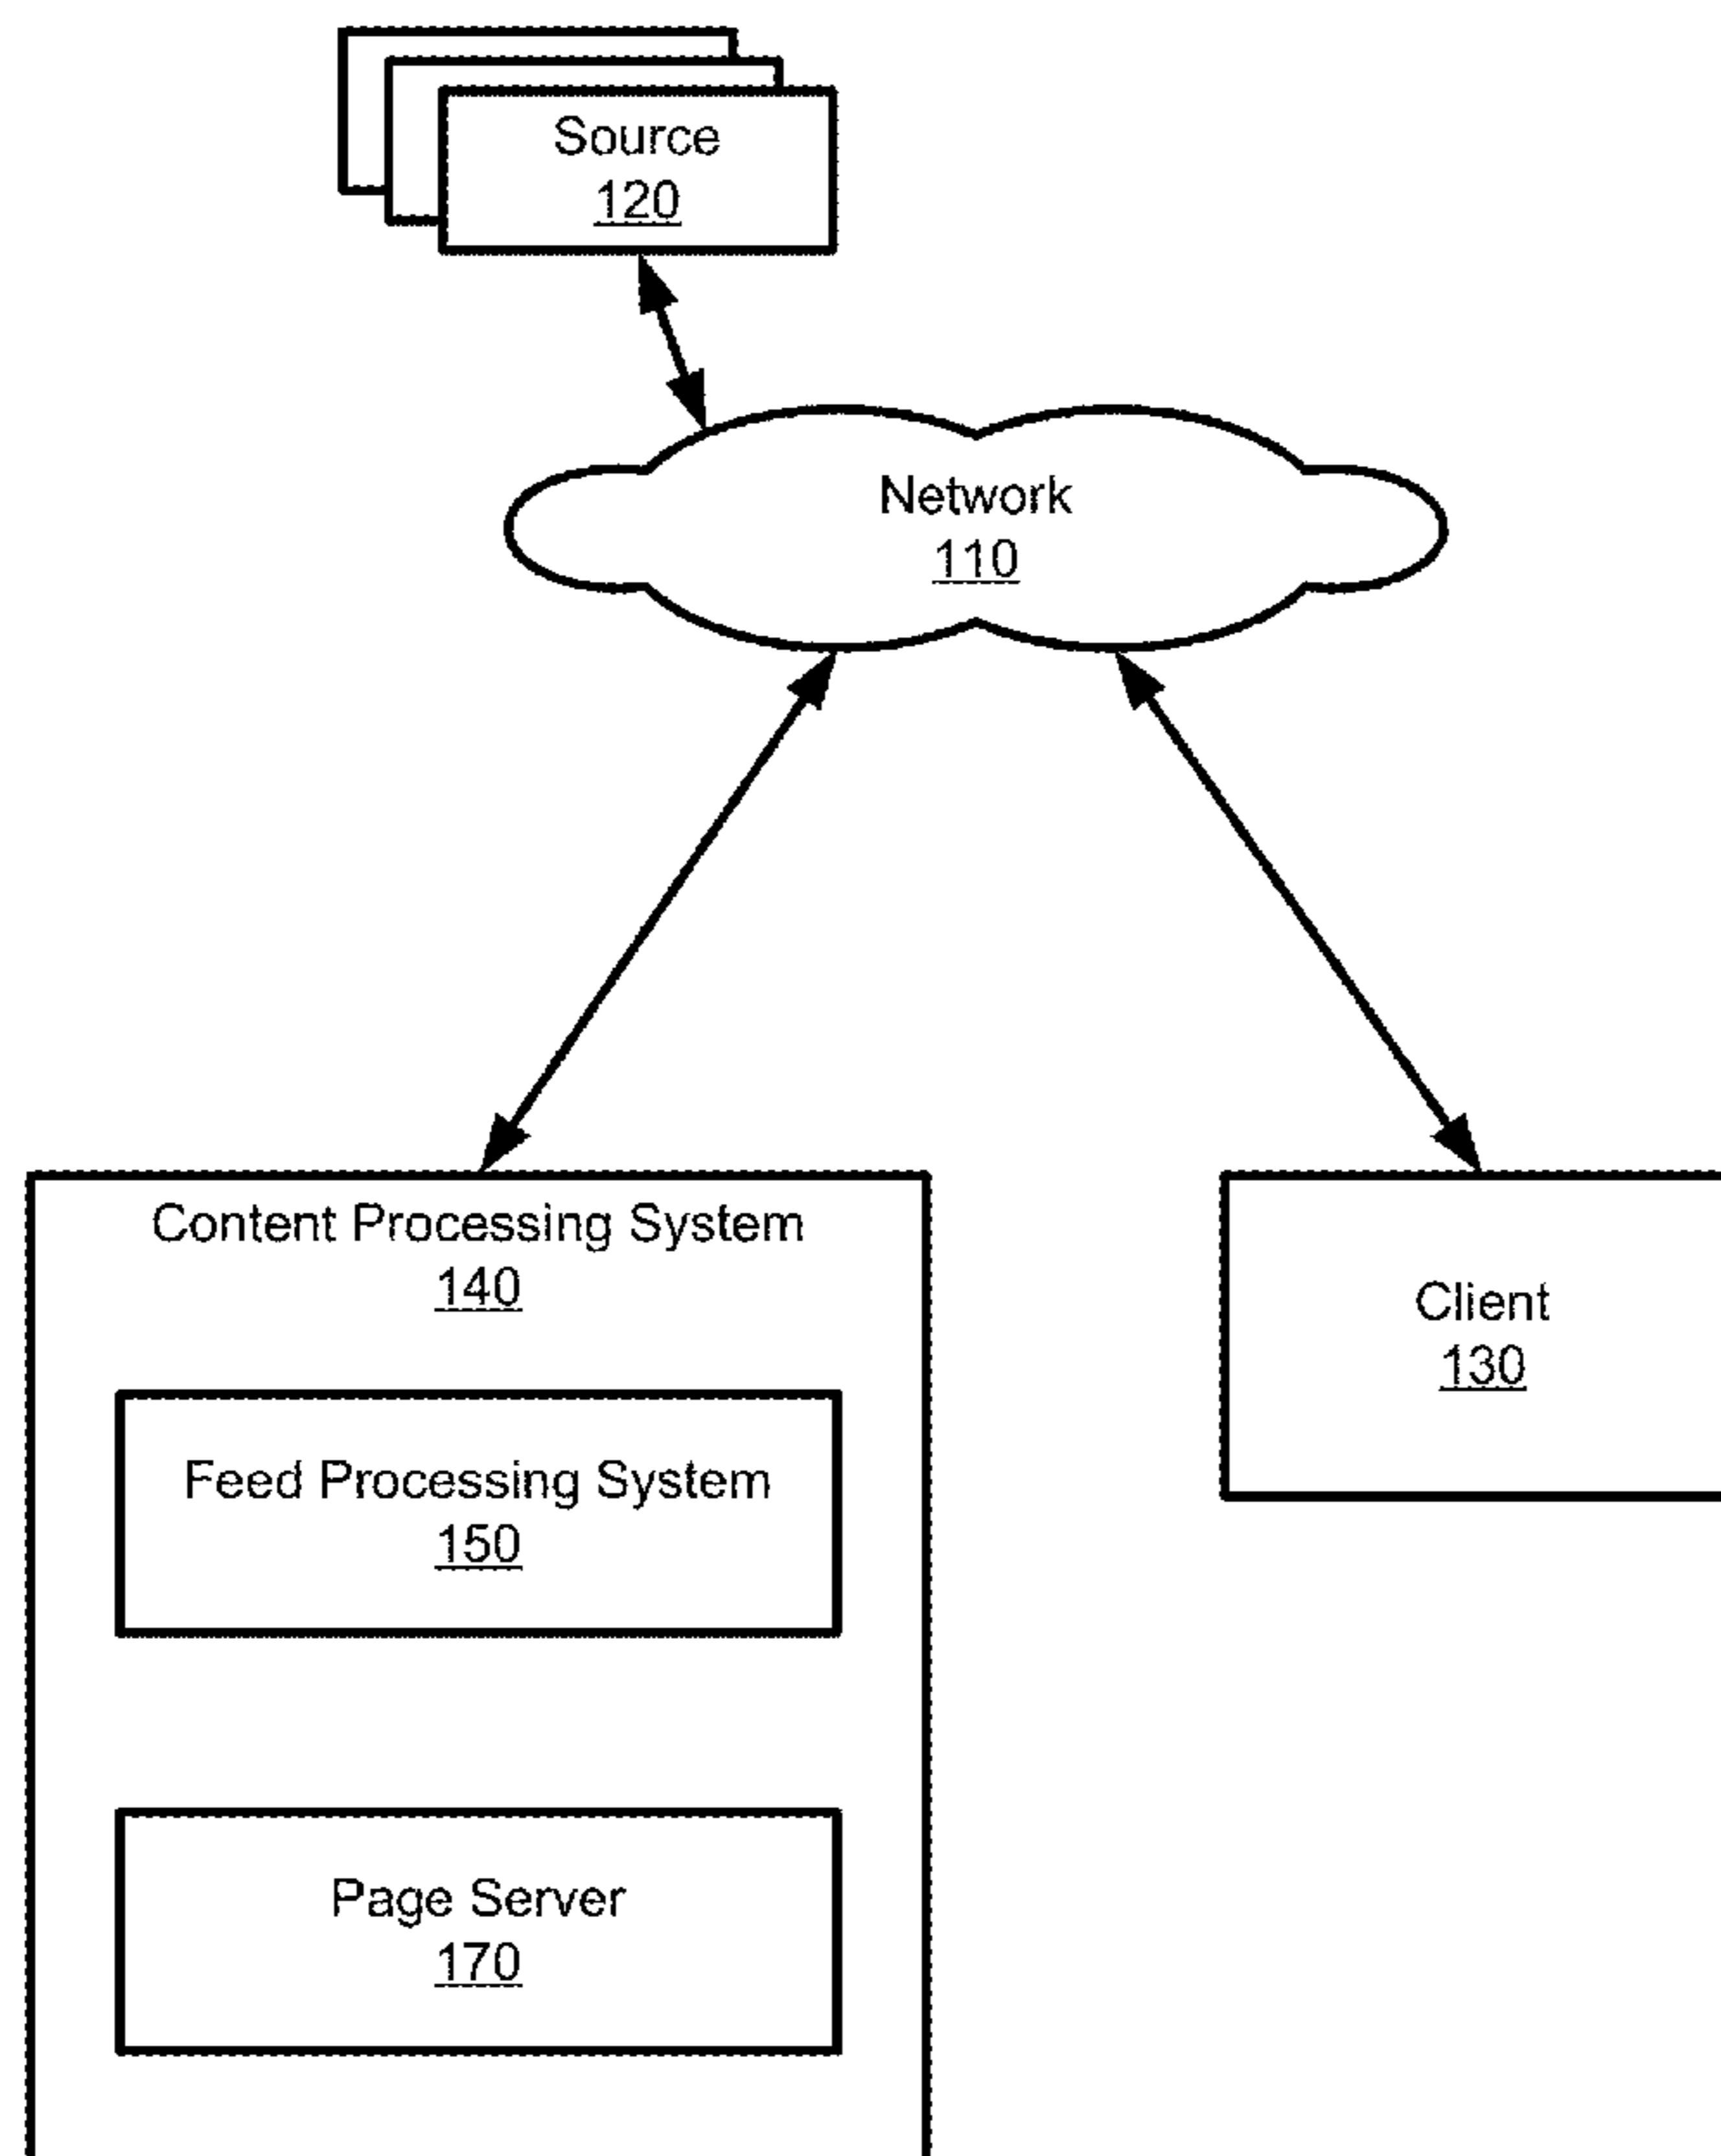 Source
120
Network
110
Content Processing System
140
Client
130
Feed Processing System
150
Page Server
170